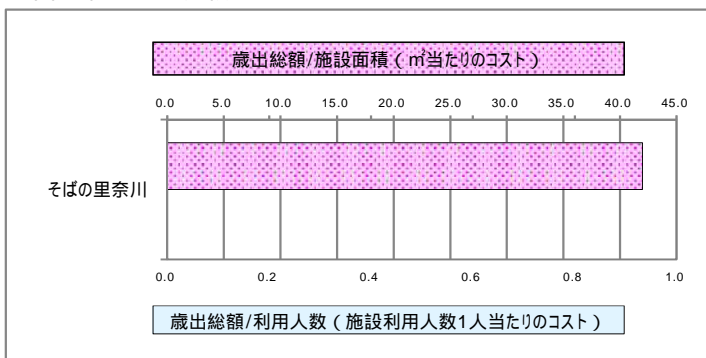 歳出総額/施設面積（㎡当たりのコスト）
0.0 5.0 10.0 15.0 20.0 25.0 30.0 35.0 40.0 45.0
そばの里奈川
0.0 0.2 0.4 0.6 0.8 1.0
歳出総額/利用人数（施設利用人数1人当たりのコスト）